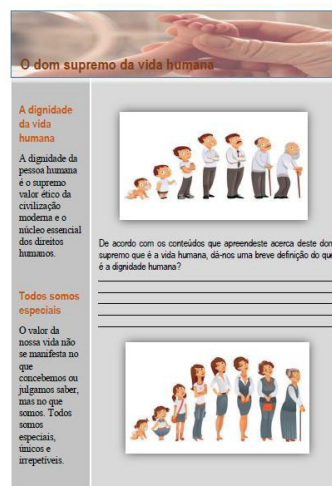 O dom supremo da vida humana
A dignidade
da vida
humana
A dignidade da
pessoa humana
é o supremo
valor ético da
civilização
moderna e o
núcleo essencial
dos direitos
humanos.
De acordo com os conteúdos que apreendeste acerca deste dom
supremo que é a vida humana, dá-nos uma breve definição do que
é a dignidade humana?
Todos somos
especiais
O valor da
nossa vida não
se manifesta no
que
concebemos ou
julgamos saber,
mas no que
somos. Todos
somos
especiais,
únicos e
irrepetíveis.